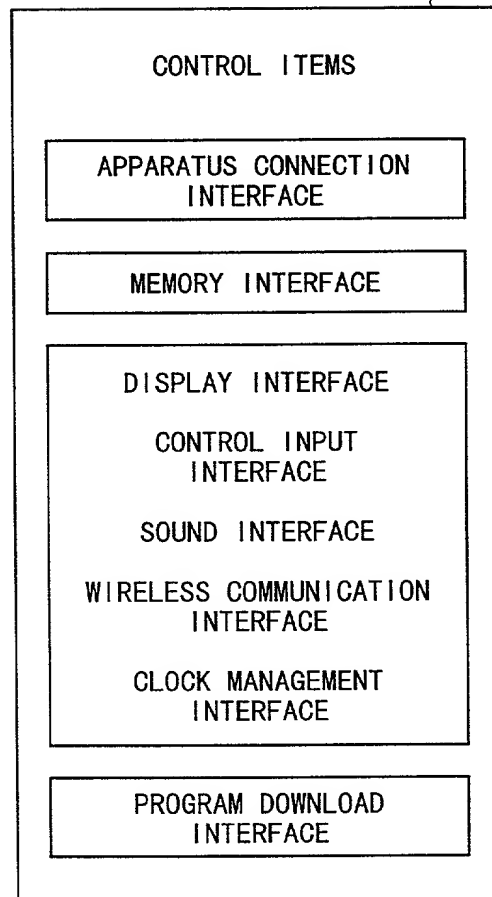 CONTROL ITEMS
APPARATUS CONNECTION
INTERFACE
MEMORY INTERFACE
DISPLAY INTERFACE
CONTROL INPUT
INTERFACE
SOUND INTERFACE
WIRELESS COMMUNICATION
INTERFACE
CLOCK MANAGEMENT
INTERFACE
PROGRAM DOWNLOAD
INTERFACE